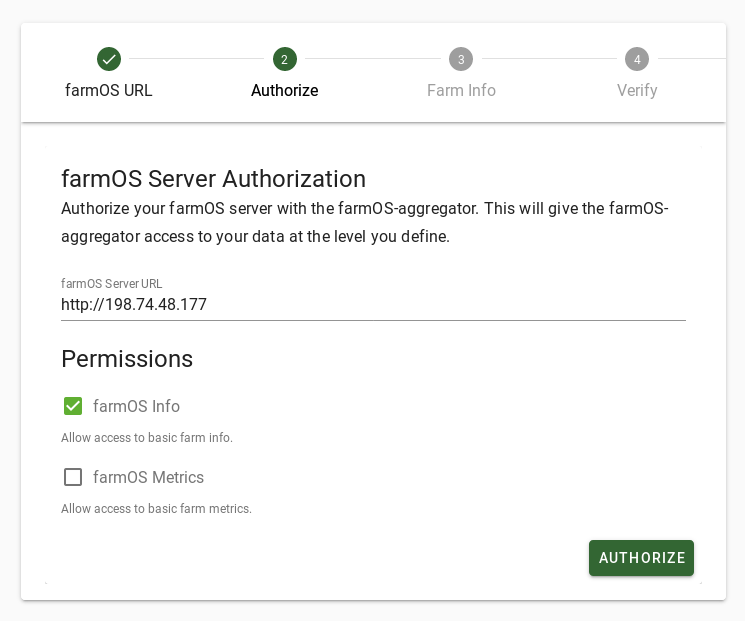 2
3
4
farmOS URL
Authorize
Farm Info
Verify
farmOS Server Authorization
Authorize your farmOS server with the farmOS-aggregator. This will give the farmOS-
aggregator access to your data at the level you define.
farmOS Server URL
http://198.74.48.177
Permissions
farmOS Info
Allow access to basic farm info.
farmOS Metrics
Allow access to basic farm metrics.
AUTHORIZE